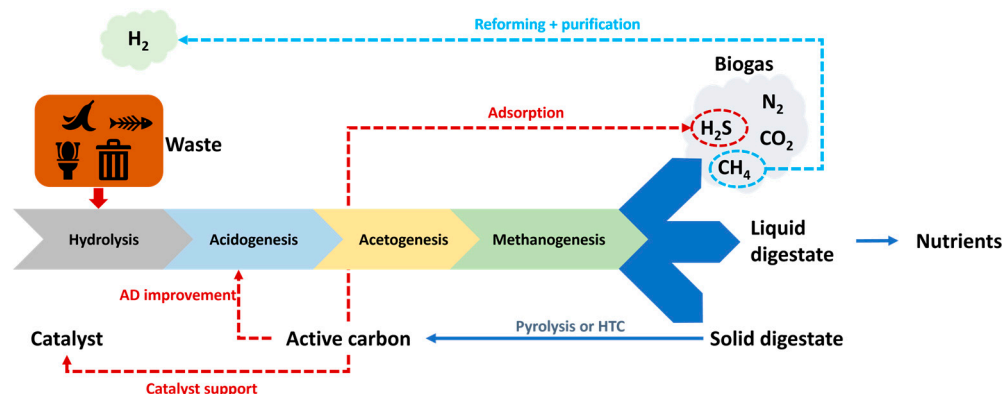 Reforming + purification
H₂
Biogas
N₂
Adsorption
H₂S
CO₂
Waste
CH₄
Hydrolysis
Acidogenesis
Acetogenesis
Methanogenesis
Liquid
digestate
Nutrients
AD improvement
Pyrolysis or HTC
Catalyst
Active carbon
Solid digestate
Catalyst support